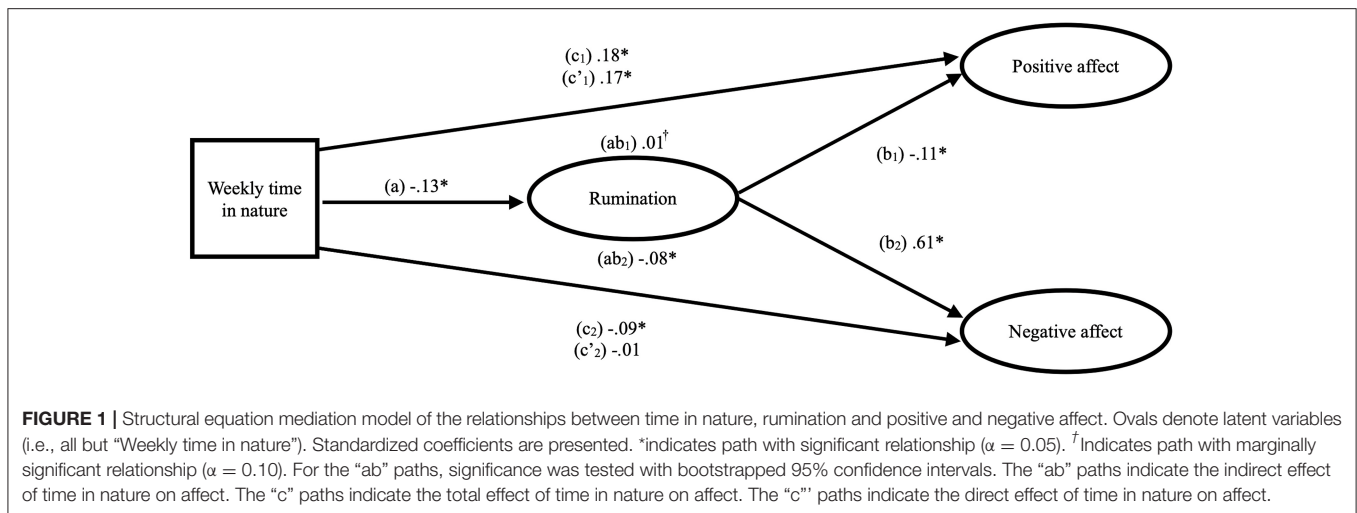 (c₁) .18*
(c’₁) .17*
Positive affect
(ab₁) .01†
(b₁) -.11*
Weekly time
in nature
(a) -.13*
Rumination
(b₂) .61*
(ab₂) -.08*
(c₂) -.09*
(c’₂) -.01
Negative affect
FIGURE 1 | Structural equation mediation model of the relationships between time in nature, rumination and positive and negative affect. Ovals denote latent variables
(i.e., all but “Weekly time in nature”). Standardized coefficients are presented. *indicates path with significant relationship (α = 0.05). †Indicates path with marginally
significant relationship (α = 0.10). For the “ab” paths, significance was tested with bootstrapped 95% confidence intervals. The “ab” paths indicate the indirect effect
of time in nature on affect. The “c” paths indicate the total effect of time in nature on affect. The “c”’ paths indicate the direct effect of time in nature on affect.